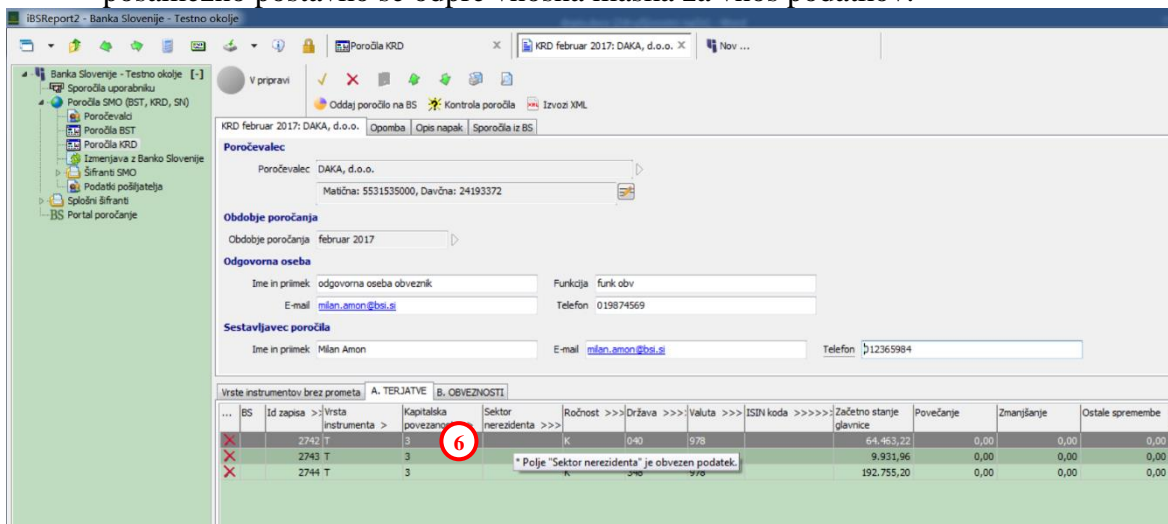 posamezno postavko se odpre vnosna maska za vnos podatkov.
iBSReport2 - Banka Slovenije - Testno okolje
Poročila KRD X KRD februar 2017: DAKA, d.o.o. X Nov ...
Banka Slovenije - Testno okolje [-]
Sporočila uporabniku
Poročila SMO (BST, KRD, SN)
Poročevalci
Poročila BST
Poročila KRD
Izmenjava z Banko Slovenije
Šifranti SMO
Podatki pošiljatelja
Splošni šifranti
BS Portal poročanje
V pripravi
Oddaj poročilo na BS Kontrola poročila Izvozi XML
KRD februar 2017: DAKA, d.o.o. Opomba Opis napak Sporočila iz BS
Poročevalec
Poročevalec DAKA, d.o.o.
Matična: 5531535000, Davčna: 24193372
Obdobje poročanja
Obdobje poročanja februar 2017
Odgovorna oseba
Ime in priimek odgovorna oseba obveznik Funkcija funk obv
E-mail milan.amon@bsi.si Telefon 019874569
Sestavljavec poročila
Ime in priimek Milan Amon E-mail milan.amon@bsi.si Telefon 012365984
Vrste instrumentov brez prometa A. TERJATVE B. OBVEZNOSTI
... BS Id zapisa >: Vrsta instrumenta > Kapitalska Sektor nerezidenta >>> Ročnost >>> Država >>> Valuta >>> ISIN koda >>>>>: Začetno stanje glavnice Povečanje Zmanjšanje Ostale spremembe
2742 T 3 K 040 978 64.463,22 0,00 0,00 0,00
6
2743 T 3 9.931,96 0,00 0,00 0,00
* Polje "Sektor nerezidenta" je obvezen podatek.
2744 T 3 K 348 978 192.755,20 0,00 0,00 0,00